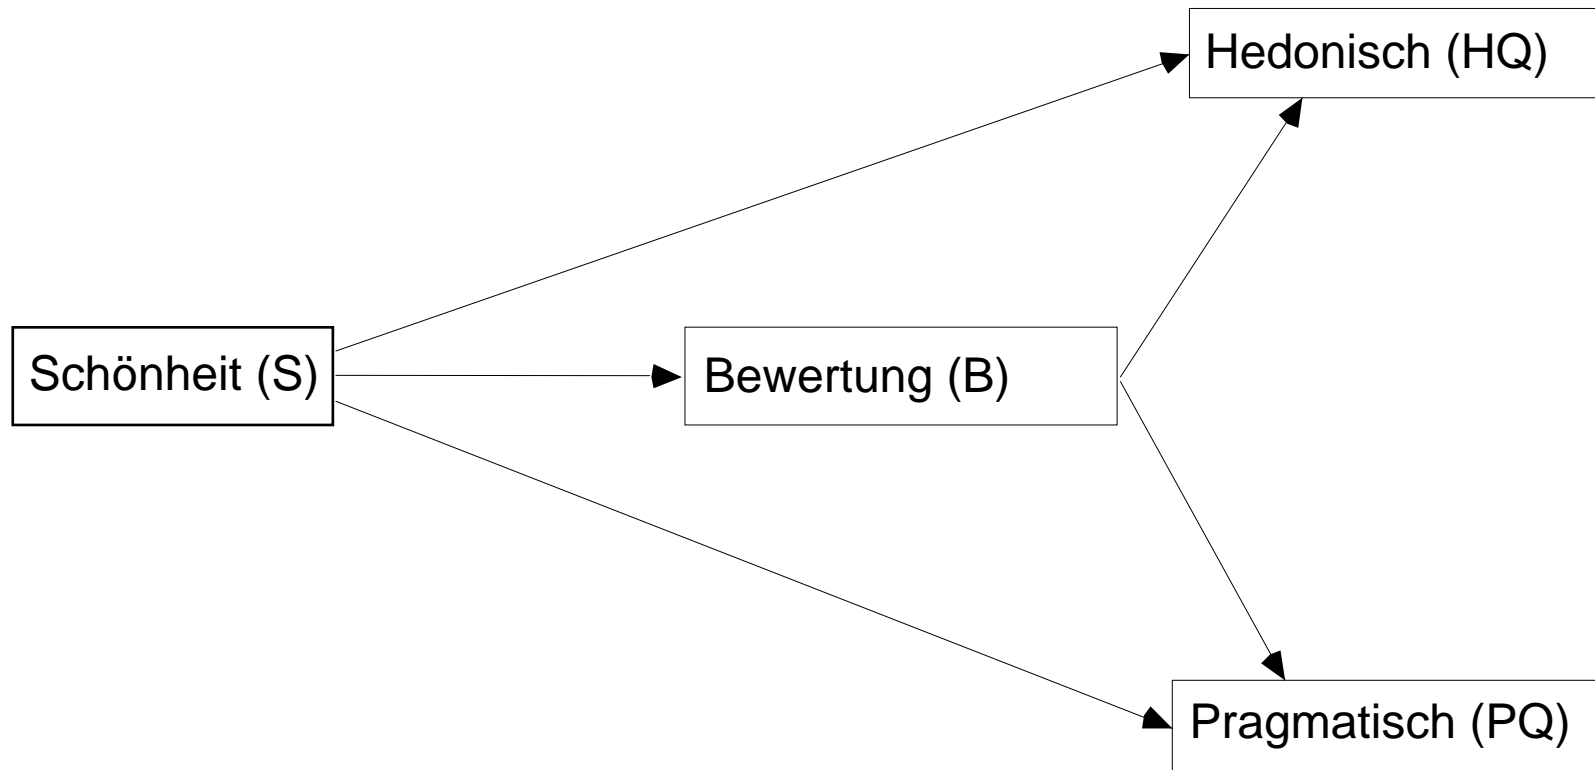 Hedonisch (HQ)
Schönheit (S)
Bewertung (B)
Pragmatisch (PQ)